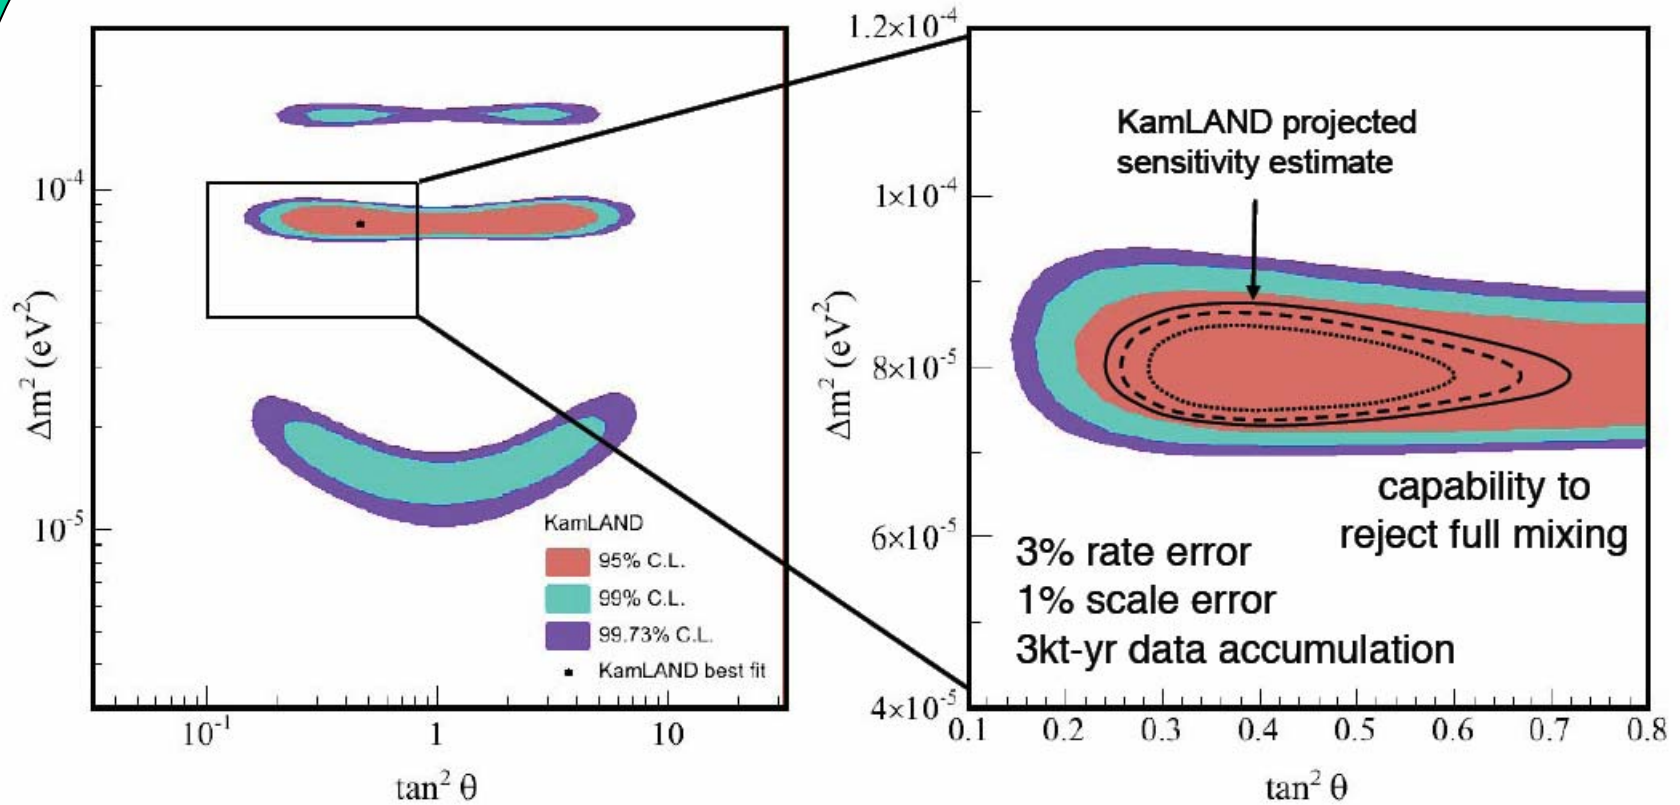 10⁻⁴
10⁻⁵
Δm² (eV²)
10⁻¹ 1 10
tan² θ
KamLAND
95% C.L.
99% C.L.
99.73% C.L.
KamLAND best fit
1.2×10⁻⁴
1×10⁻⁴
8×10⁻⁵
6×10⁻⁵
4×10⁻⁵
Δm² (eV²)
KamLAND projected
sensitivity estimate
capability to
reject full mixing
3% rate error
1% scale error
3kt-yr data accumulation
0.1 0.2 0.3 0.4 0.5 0.6 0.7 0.8
tan² θ